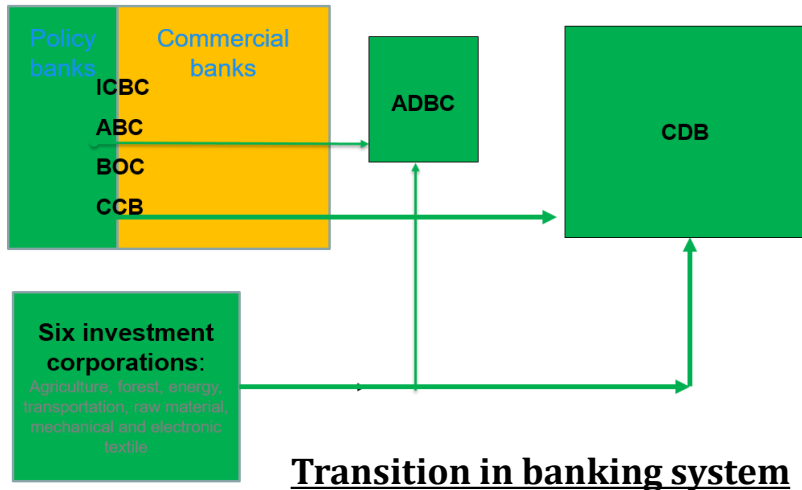 Policy
banks
Commercial
banks
ICBC
ABC
BOC
CCB
ADBC
CDB
Six investment
corporations:
Agriculture, forest, energy,
transportation, raw material,
mechanical and electronic
textile
Transition in banking system